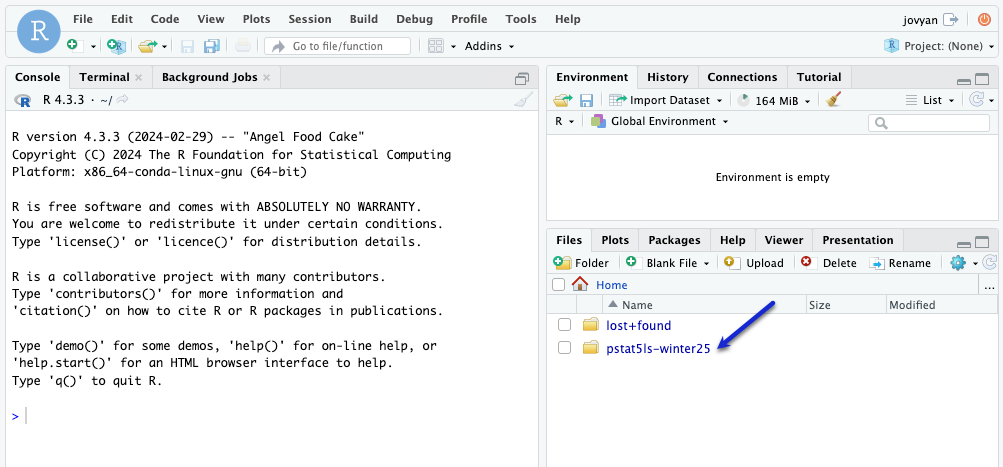 R
File Edit Code View Plots Session Build Debug Profile Tools Help
jovyan
Go to file/function
Addins
R
Project: (None)
Console Terminal Background Jobs
R 4.3.3 · ~/
R version 4.3.3 (2024-02-29) -- "Angel Food Cake"
Copyright (C) 2024 The R Foundation for Statistical Computing
Platform: x86_64-conda-linux-gnu (64-bit)
R is free software and comes with ABSOLUTELY NO WARRANTY.
You are welcome to redistribute it under certain conditions.
Type 'license()' or 'licence()' for distribution details.
R is a collaborative project with many contributors.
Type 'contributors()' for more information and
'citation()' on how to cite R or R packages in publications.
Type 'demo()' for some demos, 'help()' for on-line help, or
'help.start()' for an HTML browser interface to help.
Type 'q()' to quit R.
>
Environment History Connections Tutorial
Import Dataset 164 MiB List
R Global Environment
Environment is empty
Files Plots Packages Help Viewer Presentation
Folder Blank File Upload Delete Rename
Home ...
Name Size Modified
lost+found
pstat5ls-winter25